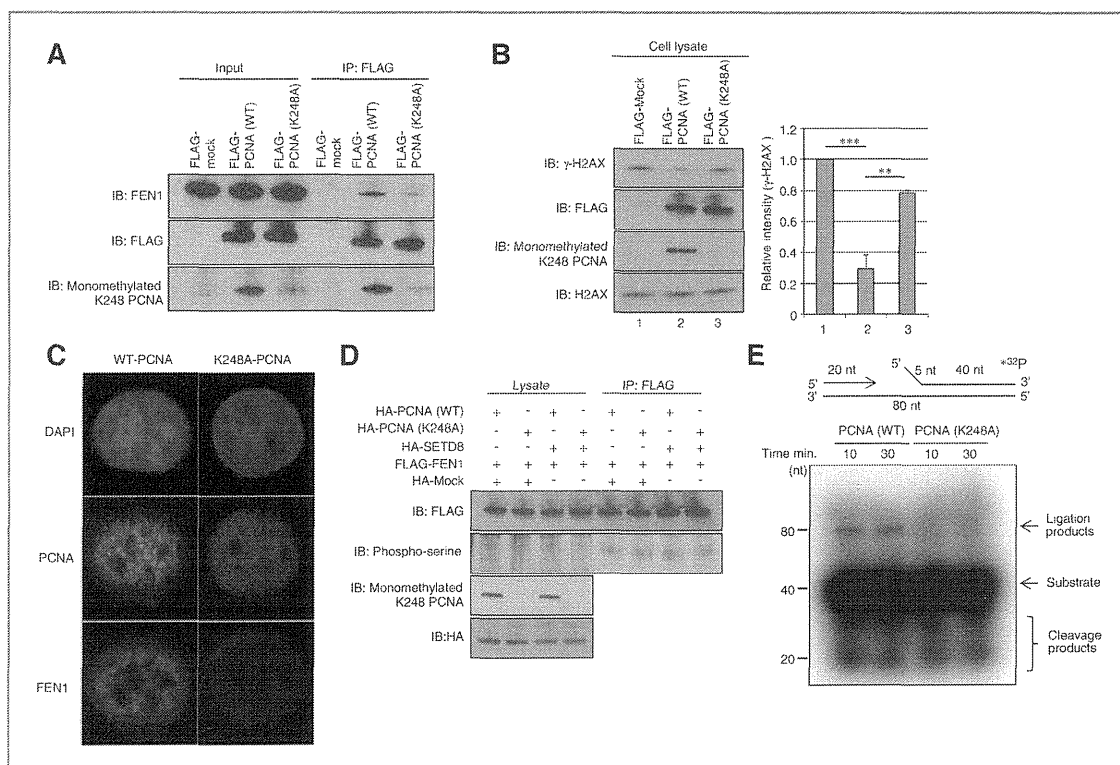 A
Input
IP: FLAG
FLAG-
mock
FLAG-
PCNA (WT)
FLAG-
PCNA (K248A)
FLAG-
mock
FLAG-
PCNA (WT)
FLAG-
PCNA (K248A)
IB: FEN1
IB: FLAG
IB: Monomethylated
K248 PCNA
B
Cell lysate
FLAG-Mock
FLAG-
PCNA (WT)
FLAG-
PCNA (K248A)
IB: γ-H2AX
IB: FLAG
IB: Monomethylated
K248 PCNA
IB: H2AX
1 2 3
Relative intensity (γ-H2AX)
1.2
1.0
0.8
0.6
0.4
0.2
0
***
**
1 2 3
C
WT-PCNA K248A-PCNA
DAPI
PCNA
FEN1
D
Lysate IP: FLAG
HA-PCNA (WT) + - + - + - + -
HA-PCNA (K248A) - + - + - + - +
HA-SETD8 - - + + - - + +
FLAG-FEN1 + + + + + + + +
HA-Mock + + - - + + - -
IB: FLAG
IB: Phospho-serine
IB: Monomethylated
K248 PCNA
IB:HA
E
5' *32P
20 nt 5 nt 40 nt
5' 3'
3' 5'
80 nt
PCNA (WT) PCNA (K248A)
Time min. 10 30 10 30
(nt)
80
40
20
Ligation
products
Substrate
Cleavage
products